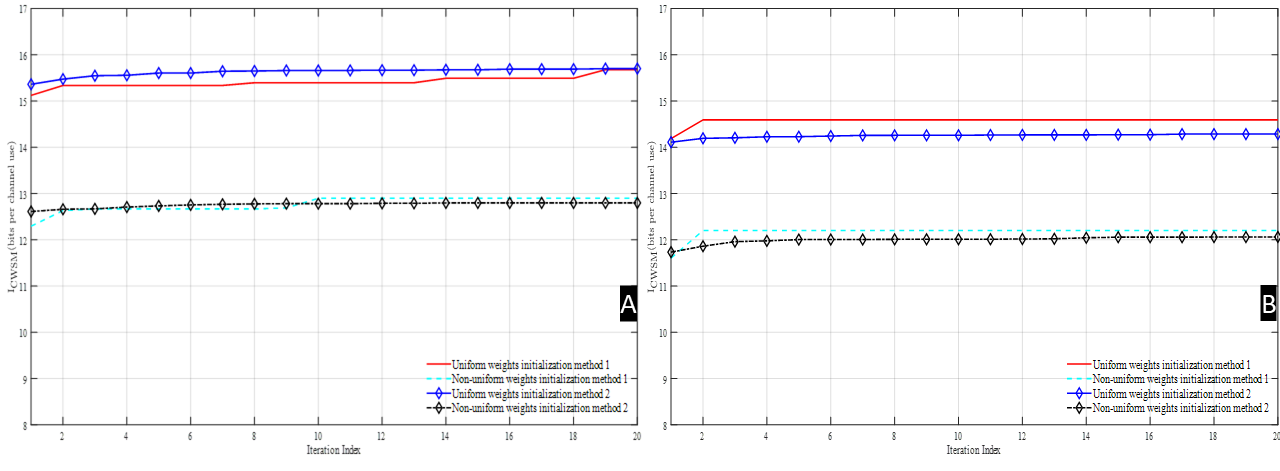 17
16
15
14
13
12
11
10
9
8
I_CWSM (bits per channel use)
2 4 6 8 10 12 14 16 18 20
Iteration Index
A
Uniform weights initialization method 1
Non-uniform weights initialization method 1
Uniform weights initialization method 2
Non-uniform weights initialization method 2
17
16
15
14
13
12
11
10
9
8
I_CWSM (bits per channel use)
2 4 6 8 10 12 14 16 18 20
Iteration Index
B
Uniform weights initialization method 1
Non-uniform weights initialization method 1
Uniform weights initialization method 2
Non-uniform weights initialization method 2